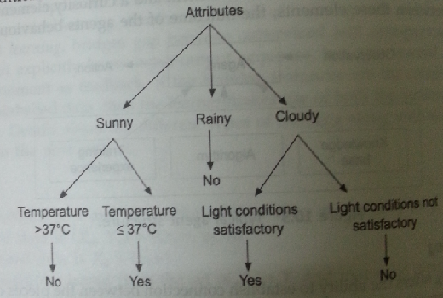 Attributes
Sunny
Rainy
Cloudy
No
Temperature
>37°C
Temperature
≤ 37°C
Light conditions
satisfactory
Light conditions not
satisfactory
No
Yes
Yes
No